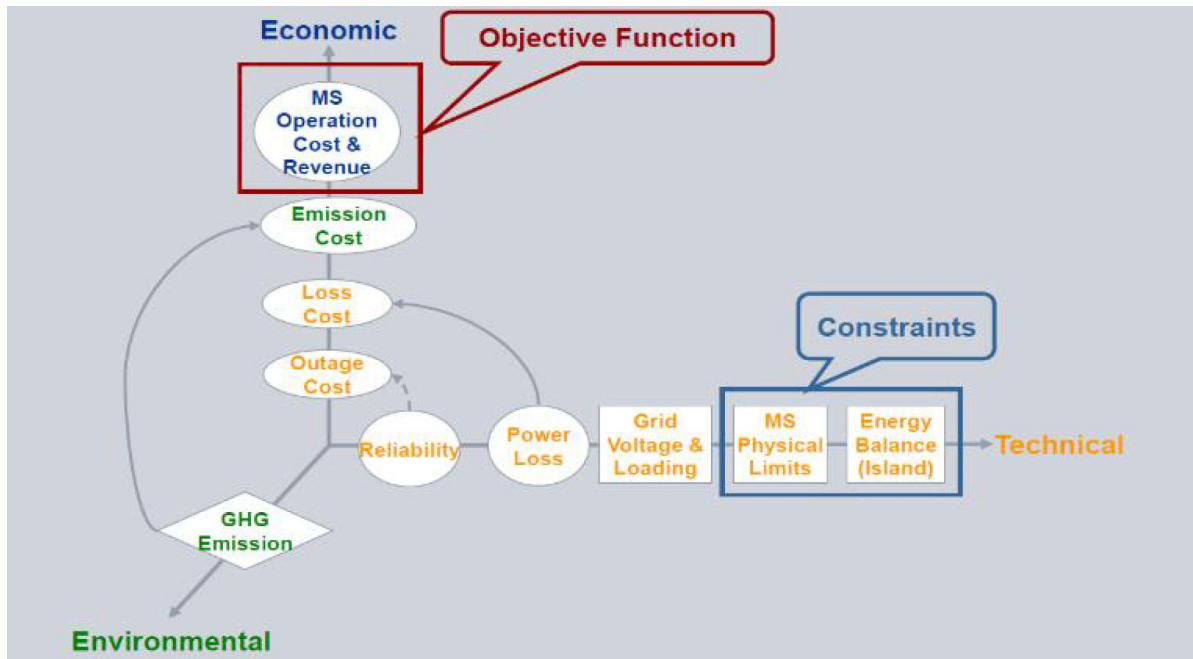 Economic
Objective Function
MS
Operation
Cost &
Revenue
Emission
Cost
Loss
Cost
Constraints
Outage
Cost
Reliability
Power
Loss
Grid
Voltage &
Loading
MS
Physical
Limits
Energy
Balance
(Island)
Technical
GHG
Emission
Environmental